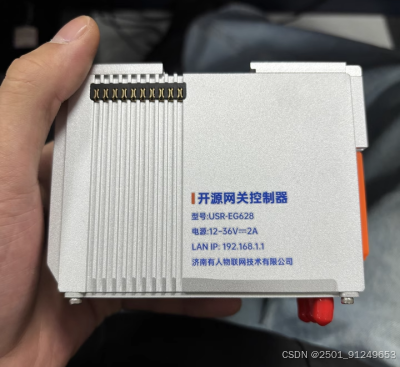 开源网关控制器
型号:USR-EG628
电源:12-36V⎓2A
LAN IP: 192.168.1.1
济南有人物联网技术有限公司
CSDN @2501_91249653